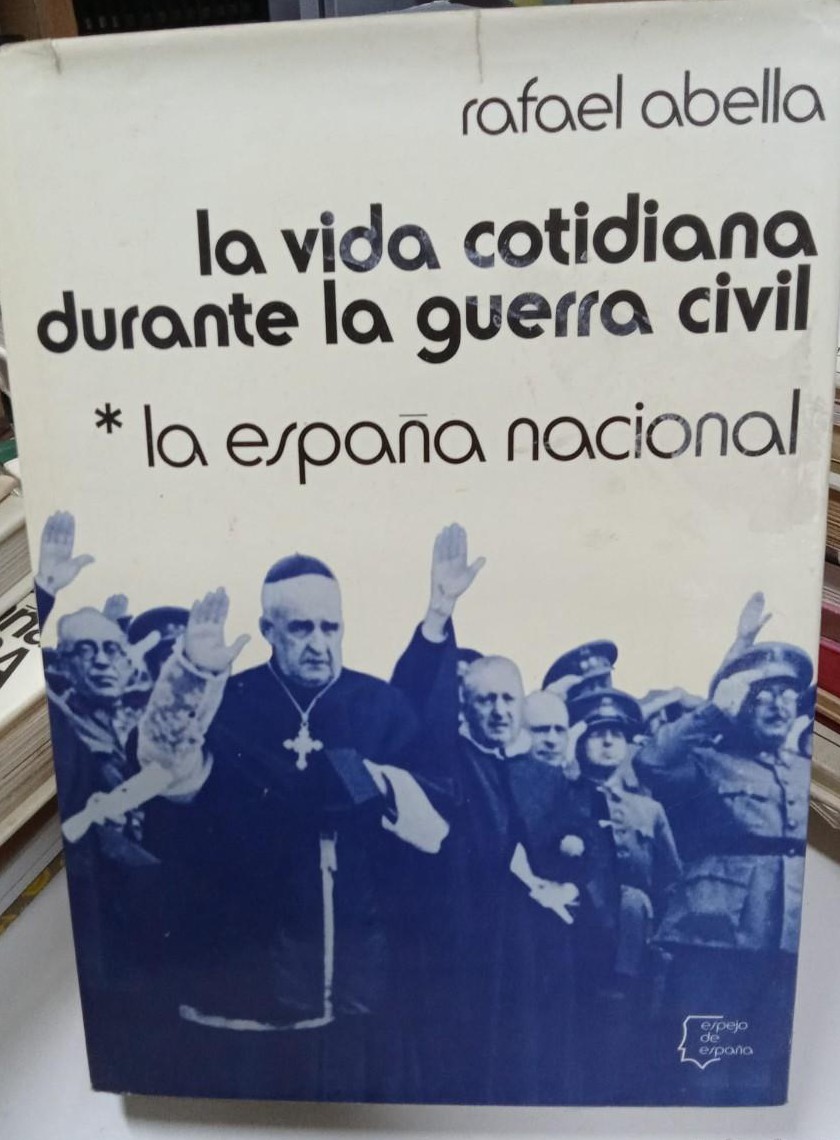 rafael abella
la vida cotidiana
durante la guerra civil
* la españa nacional
espejo
de
españa